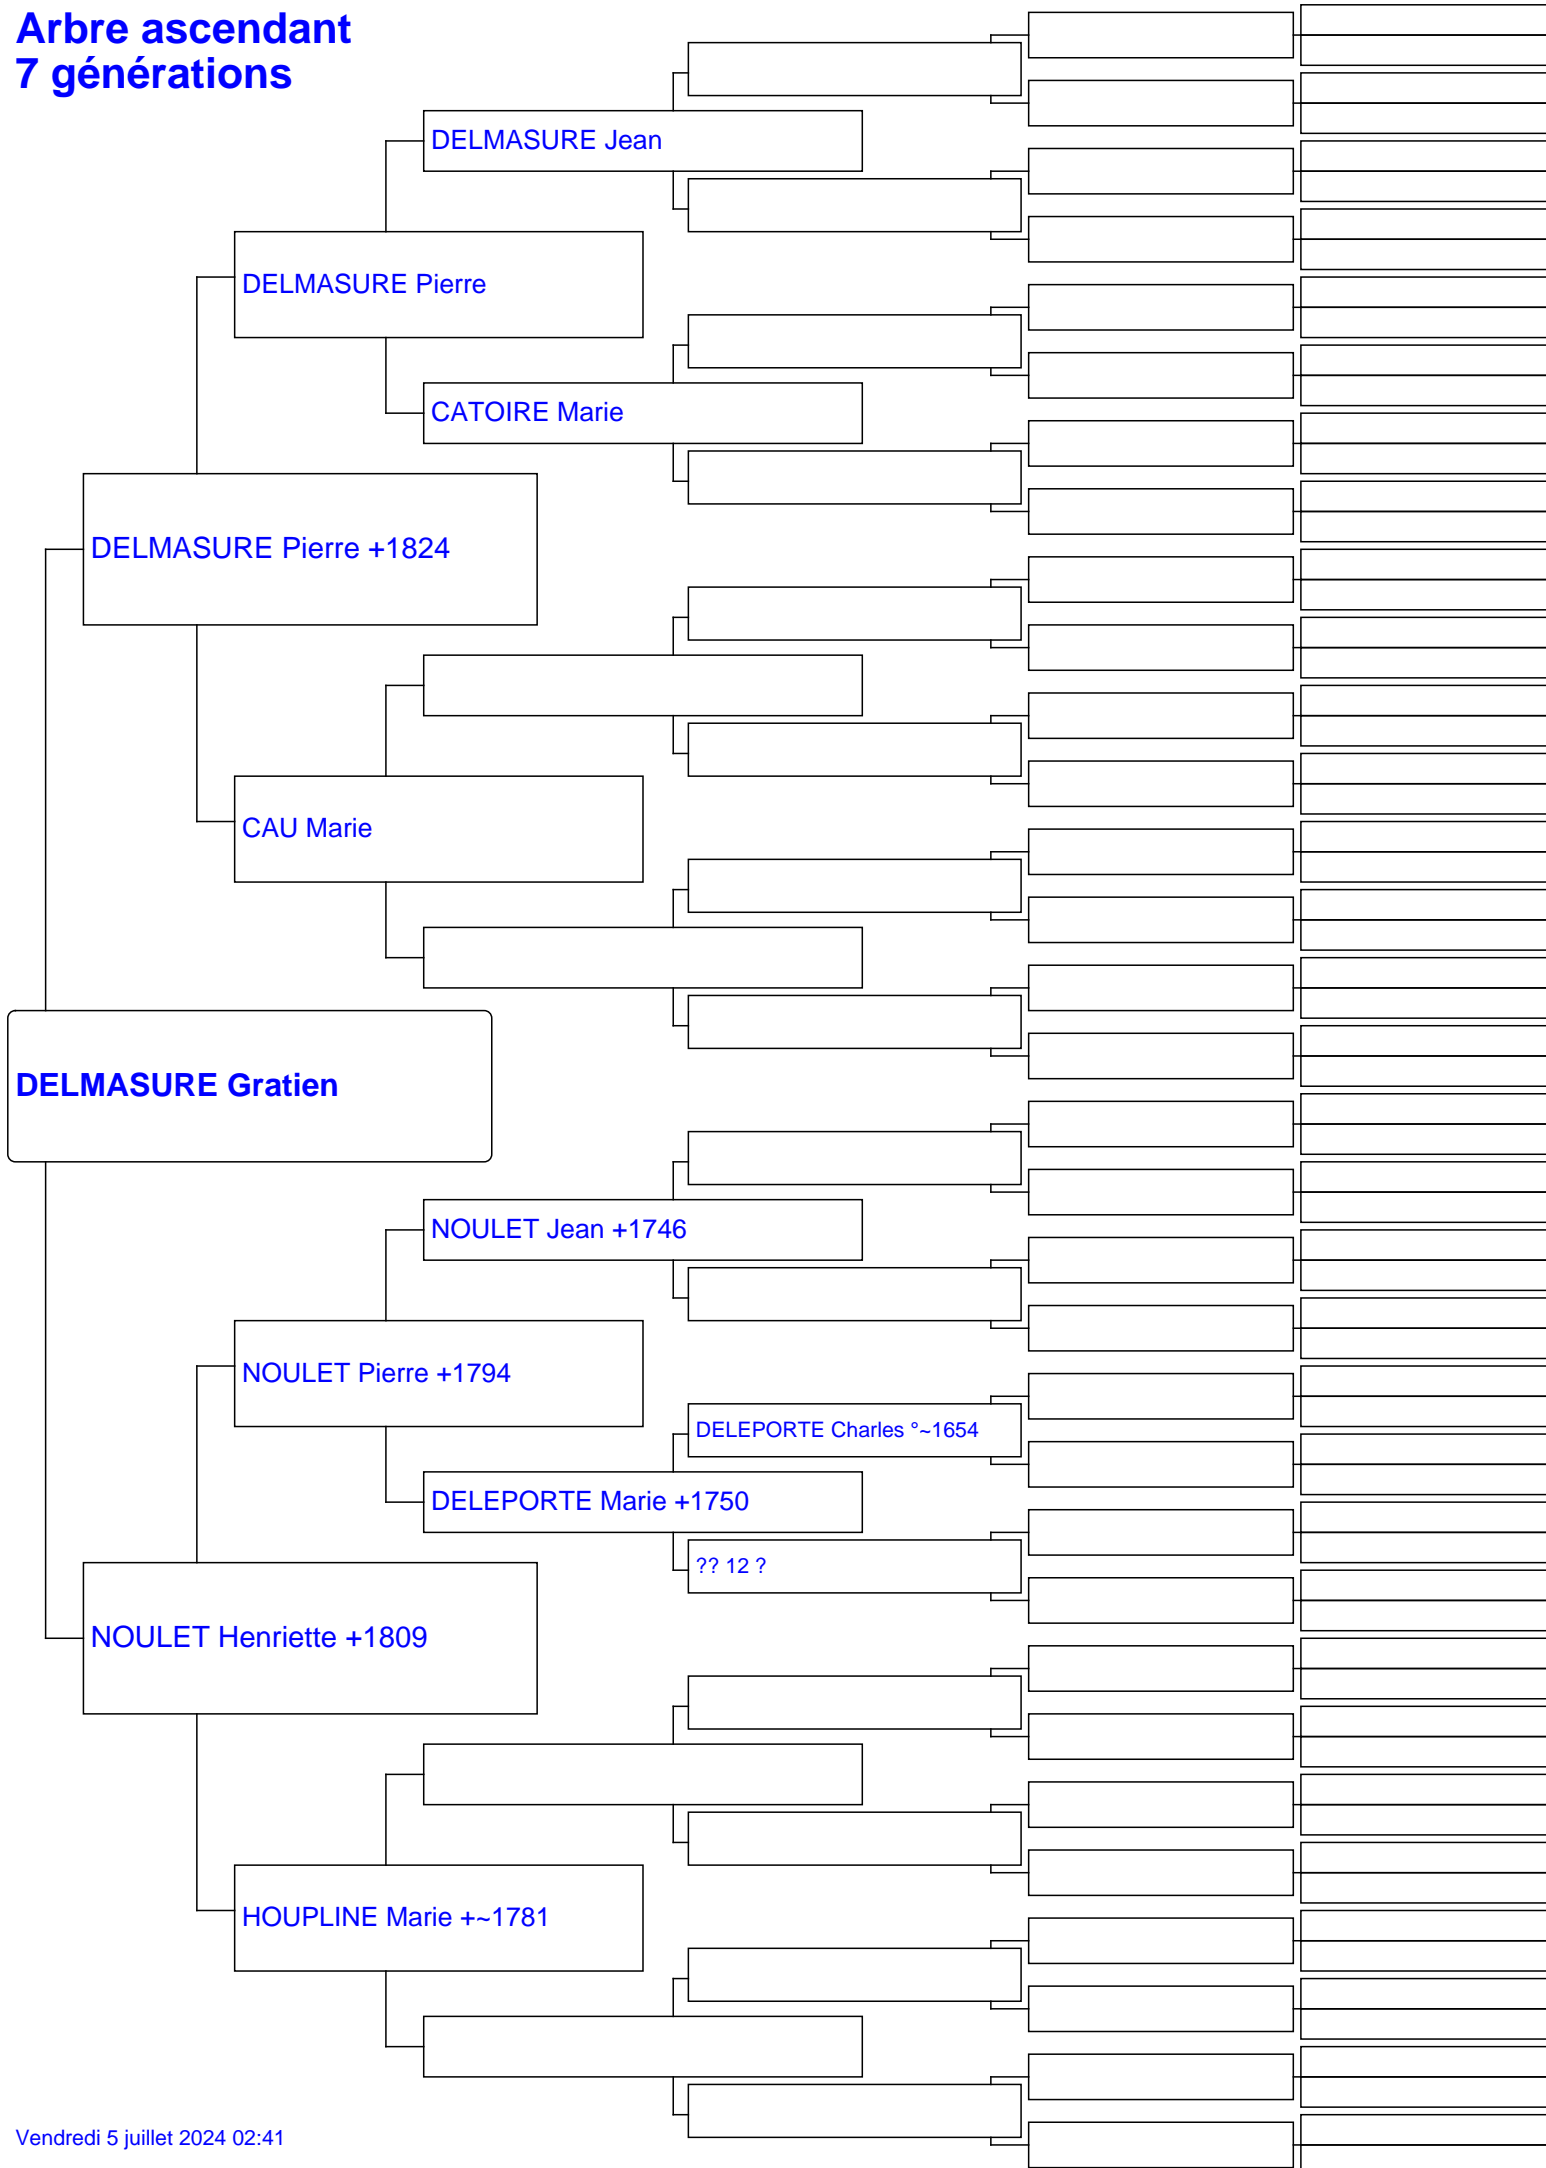 Arbre ascendant
7 générations
DELMASURE Jean
DELMASURE Pierre
CATOIRE Marie
DELMASURE Pierre +1824
CAU Marie
DELMASURE Gratien
NOULET Jean +1746
NOULET Pierre +1794
DELEPORTE Charles °~1654
DELEPORTE Marie +1750
?? 12 ?
NOULET Henriette +1809
HOUPLINE Marie +~1781
Vendredi 5 juillet 2024 02:41